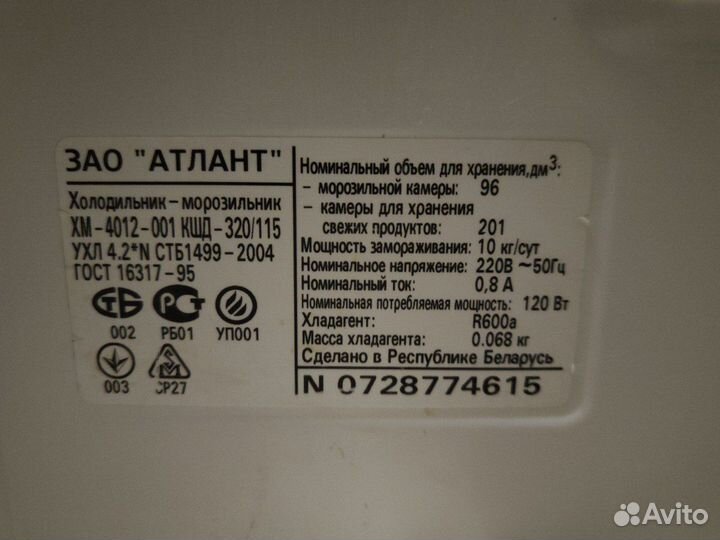 ЗАО "АТЛАНТ"
Холодильник – морозильник
ХМ-4012-001 КШД-320/115
УХЛ 4.2*N СТБ1499-2004
ГОСТ 16317-95
СТБ
РСТ
002
РБ01
УП001
003
СР27
Номинальный объем для хранения,дм³:
– морозильной камеры: 96
– камеры для хранения
свежих продуктов: 201
Мощность замораживания: 10 кг/сут
Номинальное напряжение: 220В ~50Гц
Номинальный ток: 0,8 А
Номинальная потребляемая мощность: 120 Вт
Хладагент: R600a
Масса хладагента: 0.068 кг
Сделано в Республике Беларусь
N 0728774615
Avito